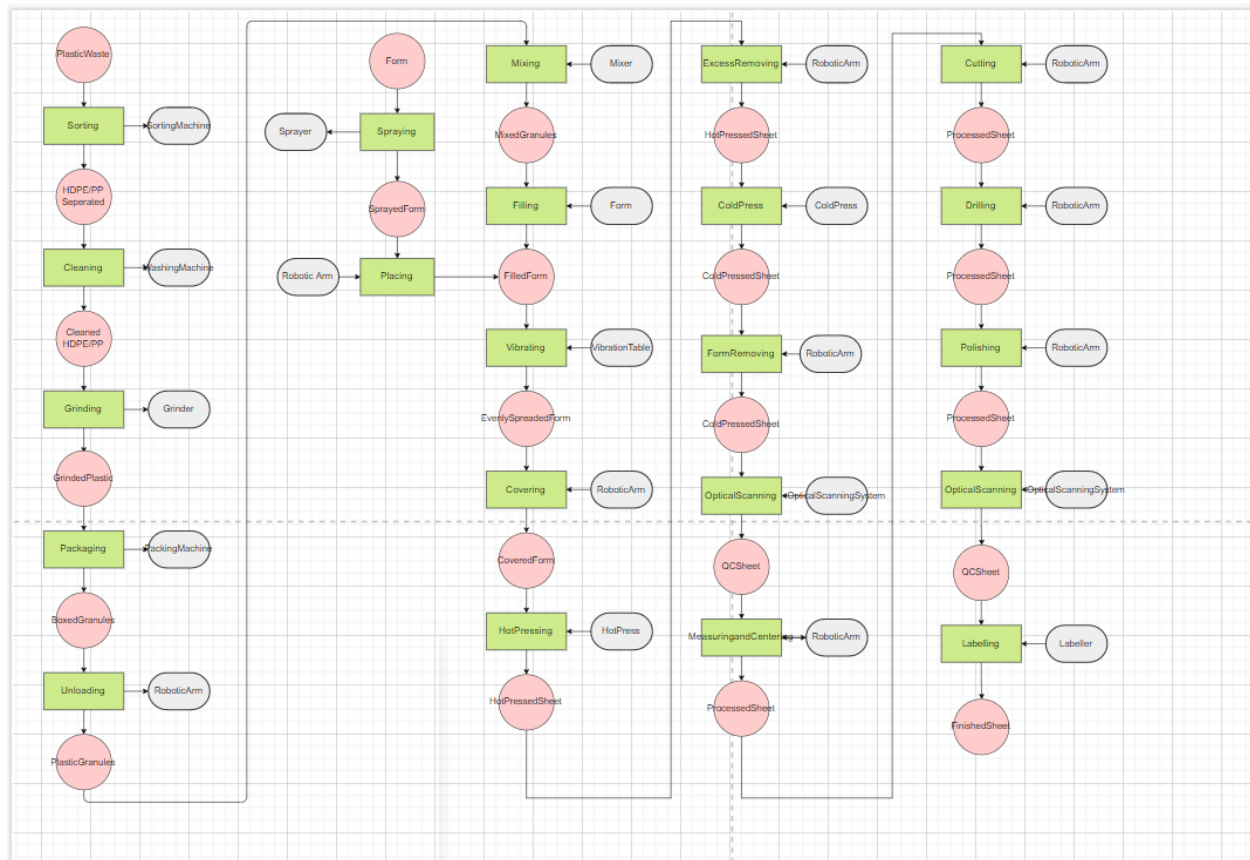 PlasticWaste
Sorting
SortingMachine
HDPE/PP
Seperated
Cleaning
WashingMachine
Cleaned
HDPE/PP
Grinding
Grinder
GrindedPlastic
Packaging
PackingMachine
BoxedGranules
Unloading
RoboticArm
PlasticGranules
Form
Sprayer
Spraying
SprayedForm
Robotic Arm
Placing
Mixing
Mixer
MixedGranules
Filling
Form
FilledForm
Vibrating
VibrationTable
EvenlySpreadedForm
Covering
RoboticArm
CoveredForm
HotPressing
HotPress
HotPressedSheet
ExcessRemoving
RoboticArm
HotPressedSheet
ColdPress
ColdPress
ColdPressedSheet
FormRemoving
RoboticArm
ColdPressedSheet
OpticalScanning
OpticalScanningSystem
QCSheet
MeasuringandCentering
RoboticArm
ProcessedSheet
Cutting
RoboticArm
ProcessedSheet
Drilling
RoboticArm
ProcessedSheet
Polishing
RoboticArm
ProcessedSheet
OpticalScanning
OpticalScanningSystem
QCSheet
Labelling
Labeller
FinishedSheet